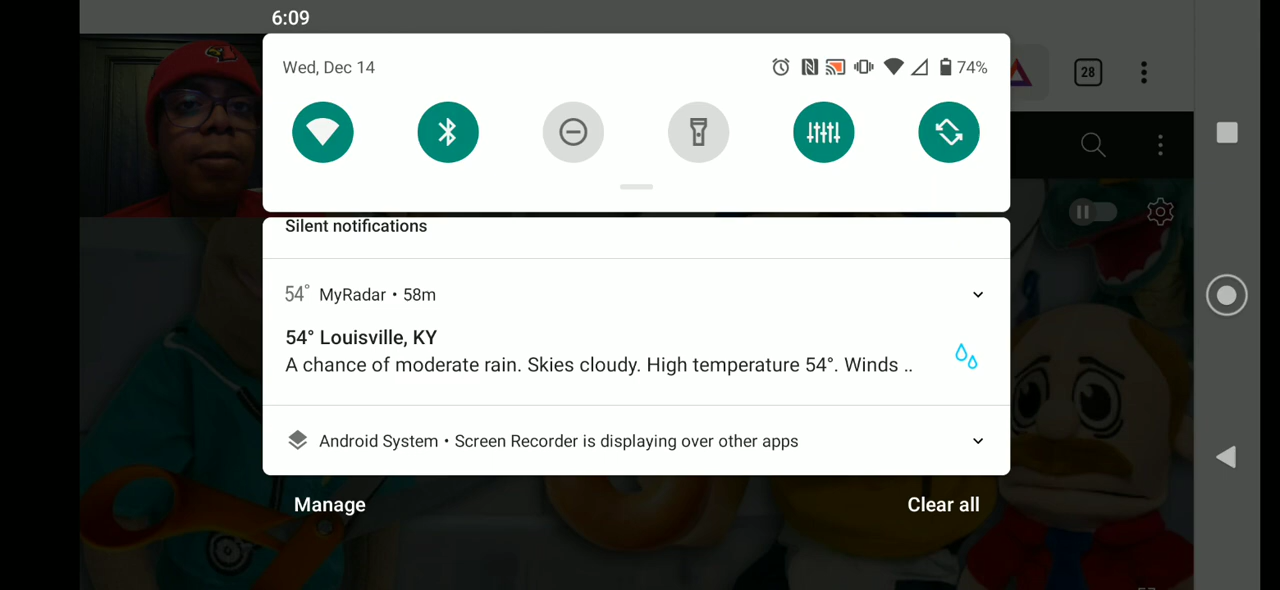 6:09
Wed, Dec 14
74%
28
Silent notifications
54° MyRadar • 58m
54° Louisville, KY
A chance of moderate rain. Skies cloudy. High temperature 54°. Winds ..
Android System • Screen Recorder is displaying over other apps
Manage
Clear all